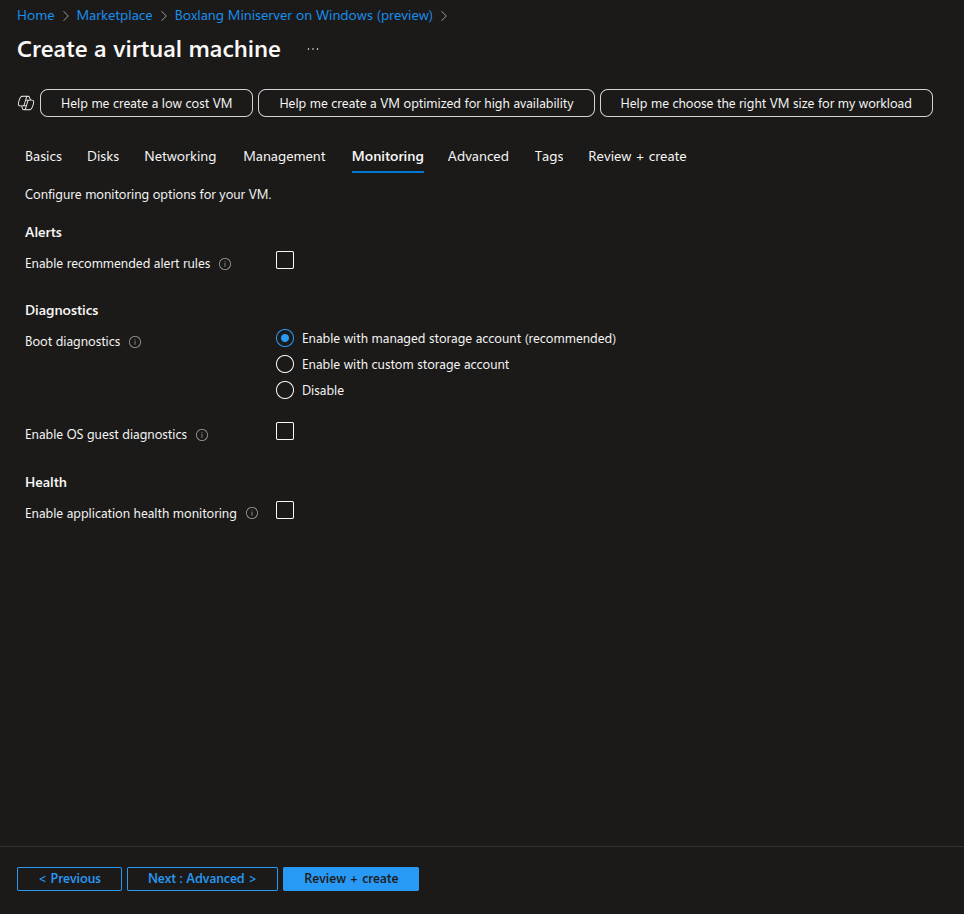 Home > Marketplace > Boxlang Miniserver on Windows (preview) >
Create a virtual machine ...
Help me create a low cost VM Help me create a VM optimized for high availability Help me choose the right VM size for my workload
Basics Disks Networking Management Monitoring Advanced Tags Review + create
Configure monitoring options for your VM.
Alerts
Enable recommended alert rules
Diagnostics
Boot diagnostics Enable with managed storage account (recommended)
Enable with custom storage account
Disable
Enable OS guest diagnostics
Health
Enable application health monitoring
< Previous Next : Advanced > Review + create